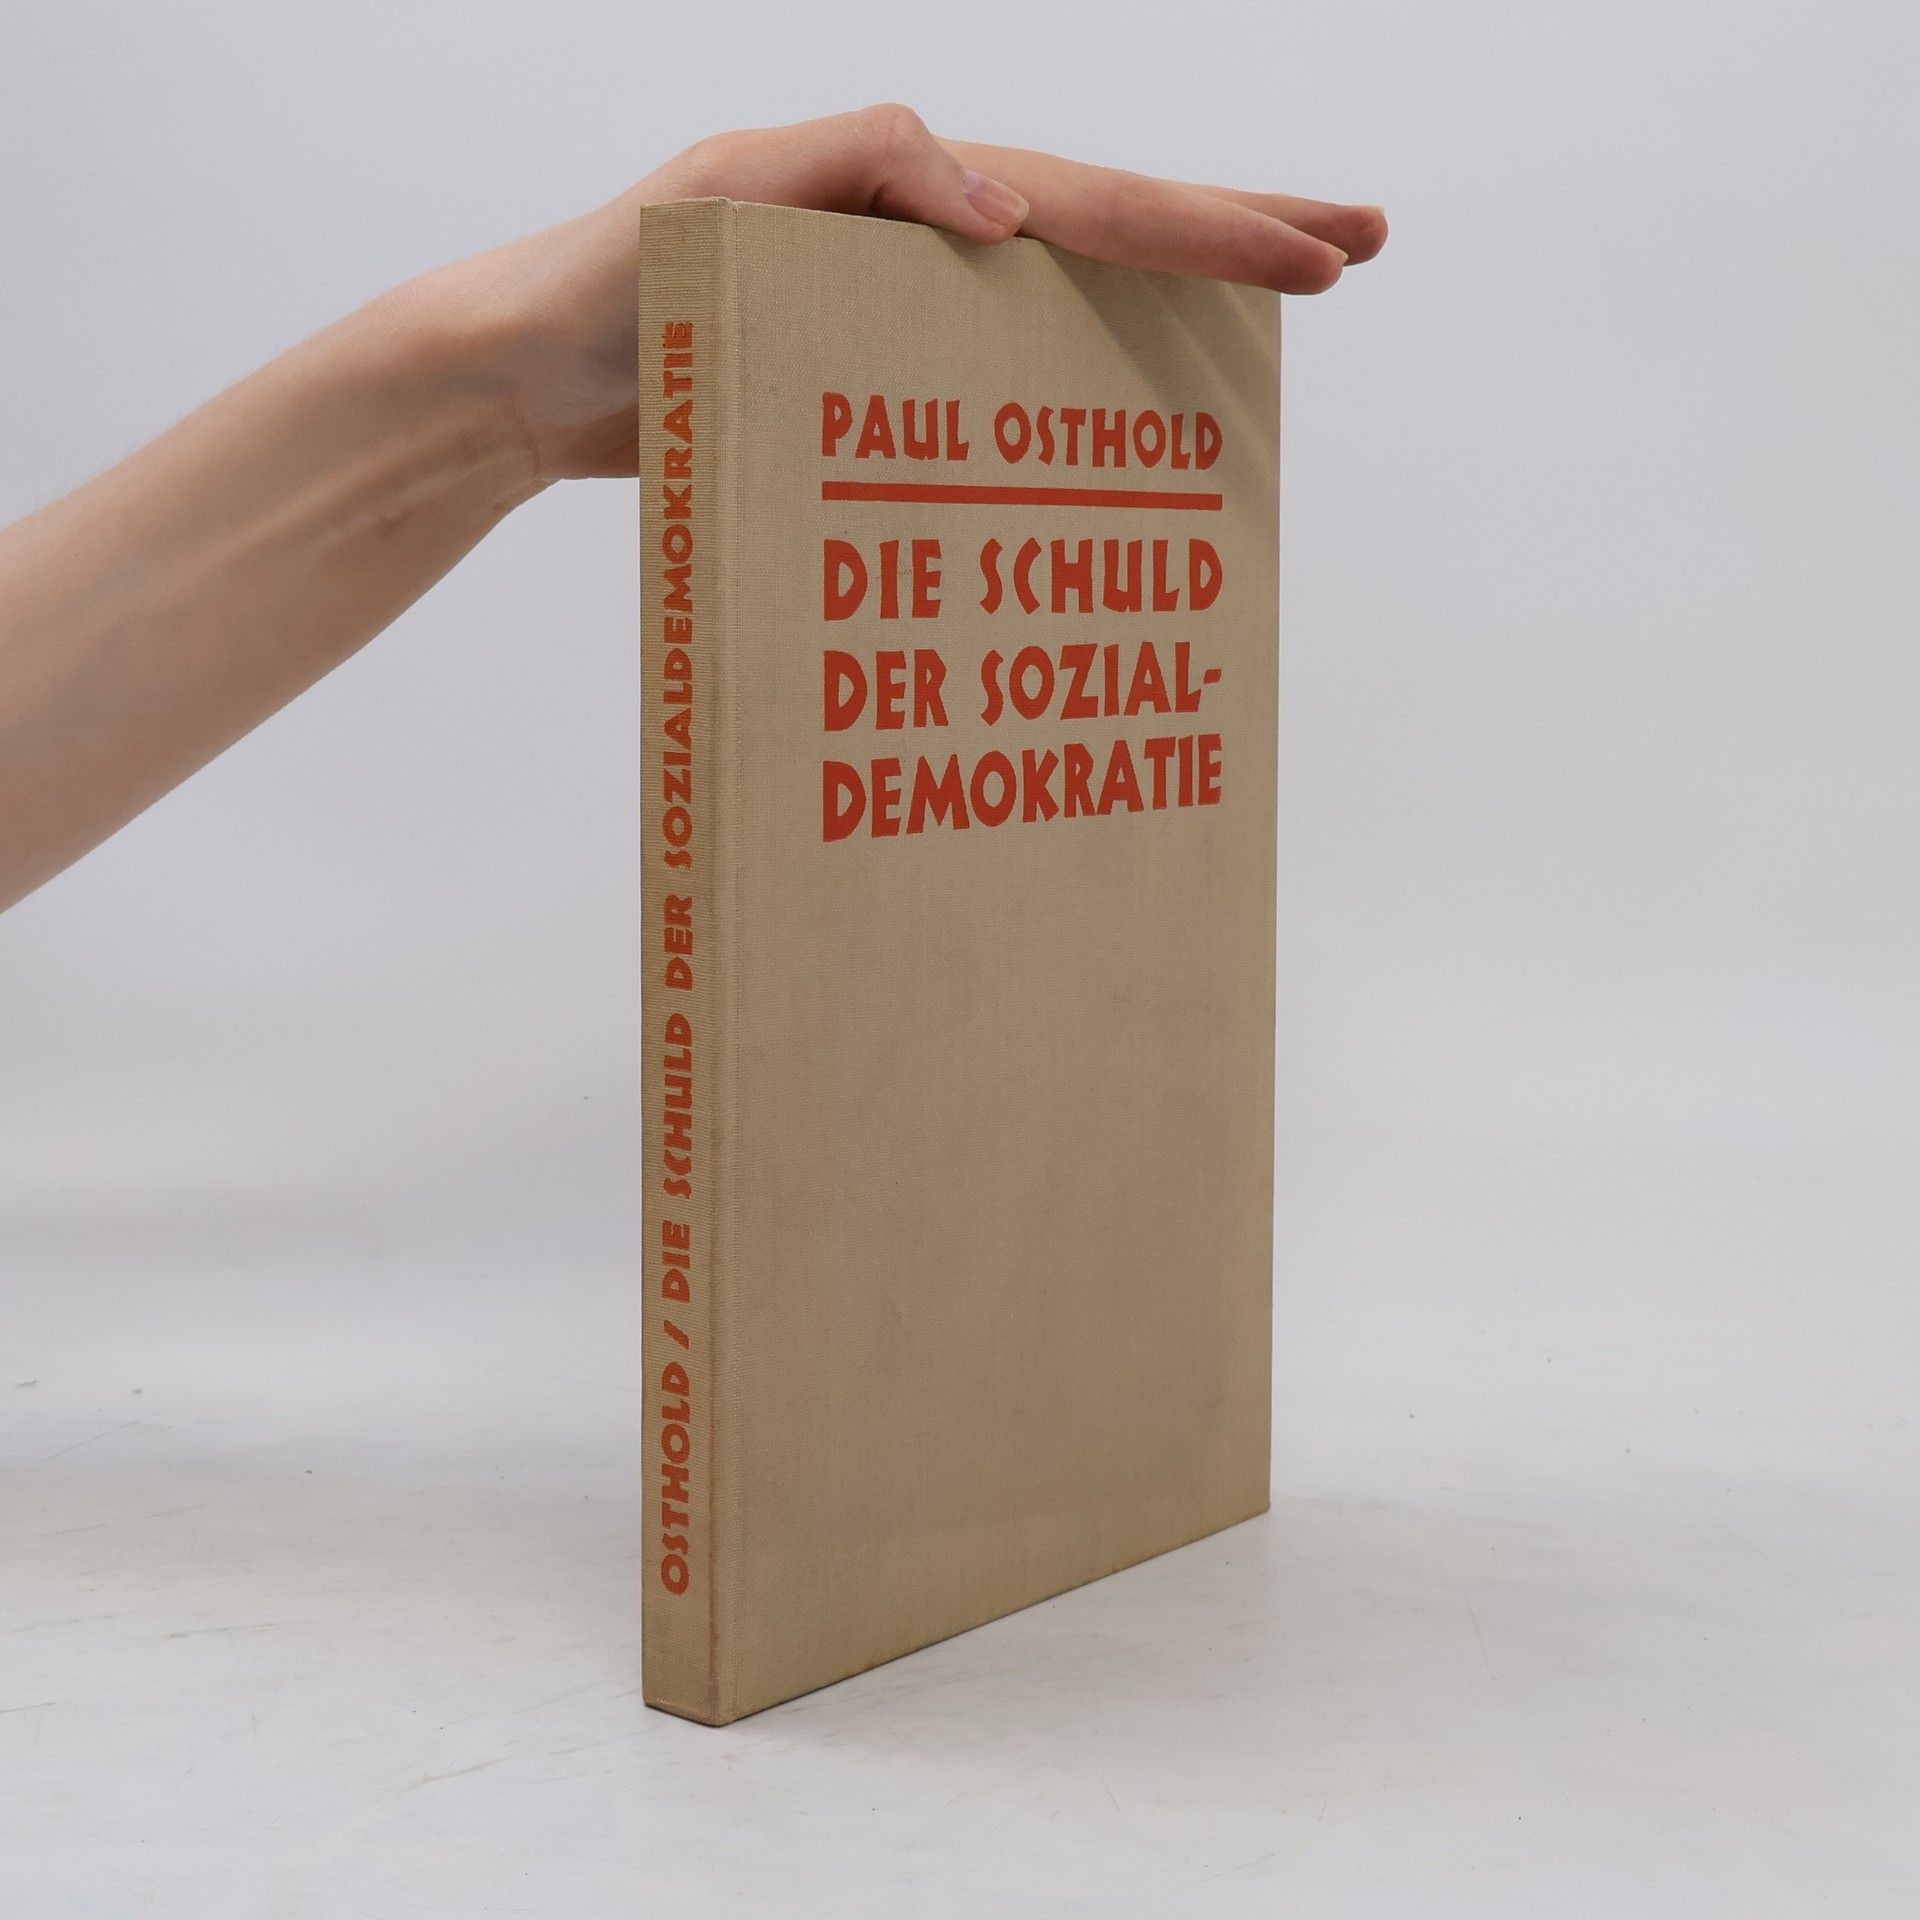 PAUL OSTHOLD
DIE SCHULD
DER SOZIAL-
DEMOKRATIE
OSTHOLD / DIE SCHULD DER SOZIALDEMOKRATIE